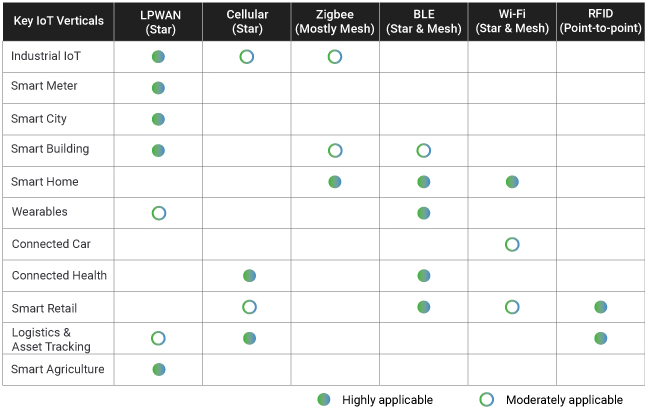 Key IoT Verticals
LPWAN
(Star)
Cellular
(Star)
Zigbee
(Mostly Mesh)
BLE
(Star & Mesh)
Wi-Fi
(Star & Mesh)
RFID
(Point-to-point)
Industrial IoT
Smart Meter
Smart City
Smart Building
Smart Home
Wearables
Connected Car
Connected Health
Smart Retail
Logistics &
Asset Tracking
Smart Agriculture
Highly applicable
Moderately applicable